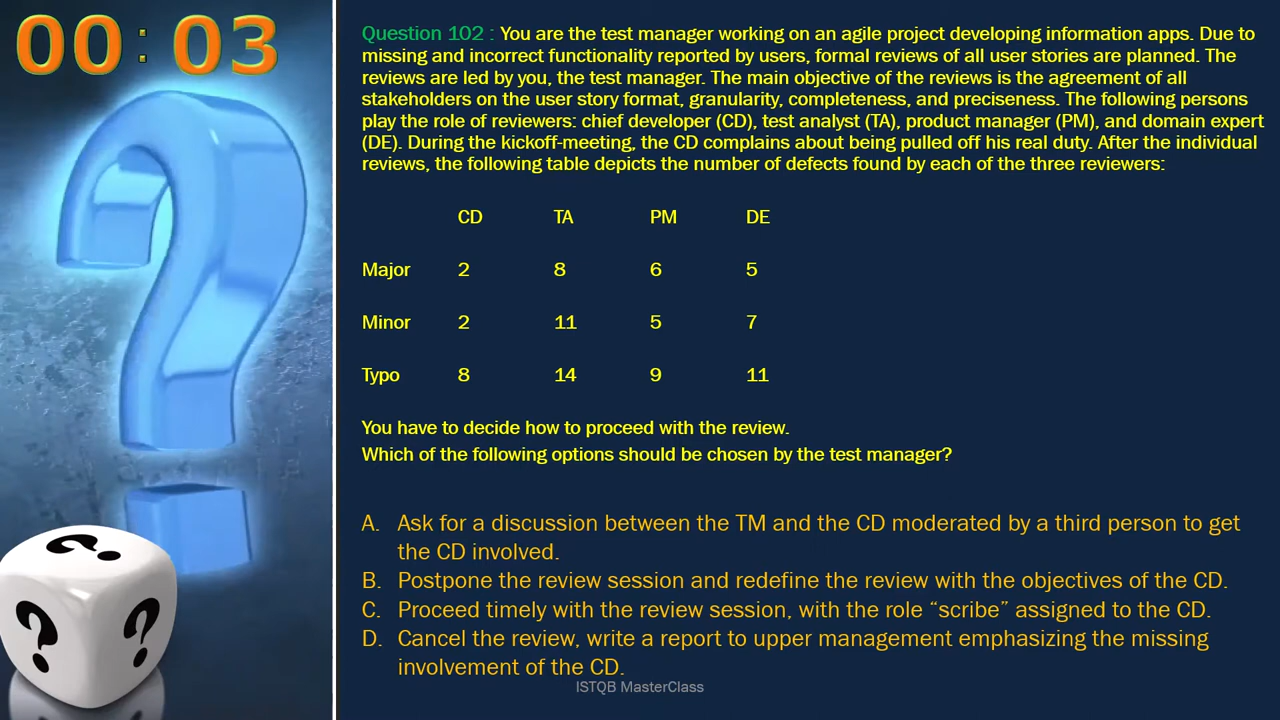 00:03
Question 102 : You are the test manager working on an agile project developing information apps. Due to
missing and incorrect functionality reported by users, formal reviews of all user stories are planned. The
reviews are led by you, the test manager. The main objective of the reviews is the agreement of all
stakeholders on the user story format, granularity, completeness, and preciseness. The following persons
play the role of reviewers: chief developer (CD), test analyst (TA), product manager (PM), and domain expert
(DE). During the kickoff-meeting, the CD complains about being pulled off his real duty. After the individual
reviews, the following table depicts the number of defects found by each of the three reviewers:
CD TA PM DE
Major 2 8 6 5
Minor 2 11 5 7
Typo 8 14 9 11
You have to decide how to proceed with the review.
Which of the following options should be chosen by the test manager?
A. Ask for a discussion between the TM and the CD moderated by a third person to get
the CD involved.
B. Postpone the review session and redefine the review with the objectives of the CD.
C. Proceed timely with the review session, with the role “scribe” assigned to the CD.
D. Cancel the review, write a report to upper management emphasizing the missing
involvement of the CD.
ISTQB MasterClass
? ? ?